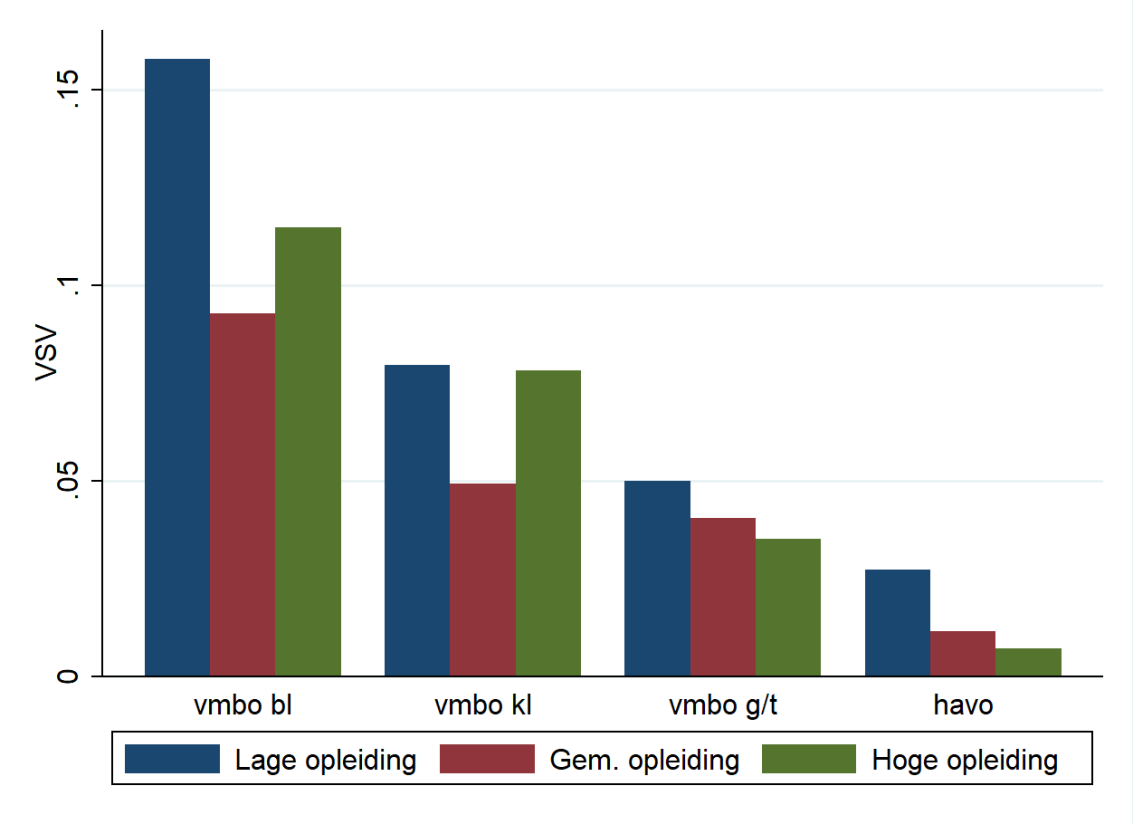 .15
.1
.05
0
VSV
vmbo bl vmbo kl vmbo g/t havo
Lage opleiding Gem. opleiding Hoge opleiding